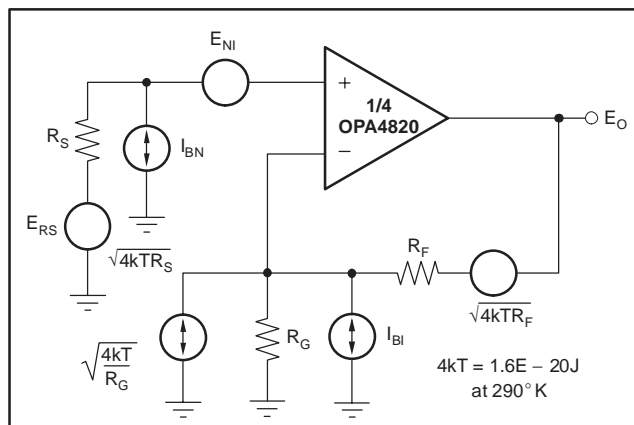 E_NI
+
1/4
OPA4820
−
E_O
R_S
I_BN
E_RS
√4kTR_S
R_F
√4kTR_F
√4kT/R_G
R_G
I_BI
4kT = 1.6E − 20J
at 290°K